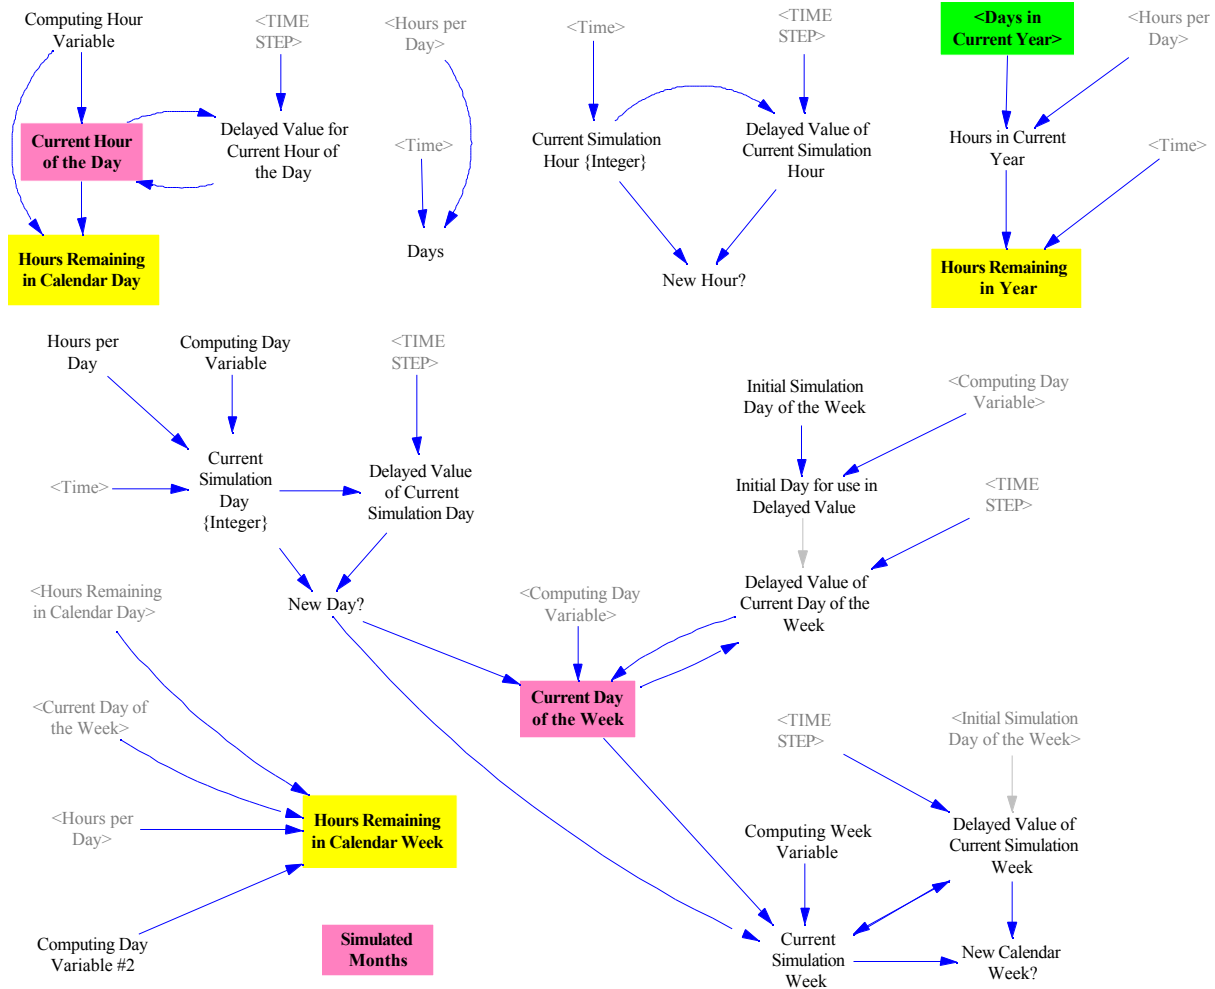 Computing Hour
Variable
<TIME
STEP>
<Hours per
Day>
<Time>
<TIME
STEP>
<Days in
Current Year>
<Hours per
Day>
Current Hour
of the Day
Delayed Value for
Current Hour of
the Day
<Time>
Current Simulation
Hour {Integer}
Delayed Value of
Current Simulation
Hour
Hours in Current
Year
<Time>
Hours Remaining
in Calendar Day
Days
New Hour?
Hours Remaining
in Year
Hours per
Day
Computing Day
Variable
<TIME
STEP>
Initial Simulation
Day of the Week
<Computing Day
Variable>
<Time>
Current
Simulation
Day
{Integer}
Delayed Value
of Current
Simulation Day
Initial Day for use in
Delayed Value
<TIME
STEP>
<Hours Remaining
in Calendar Day>
New Day?
<Computing Day
Variable>
Delayed Value of
Current Day of the
Week
<Current Day of
the Week>
Current Day
of the Week
<TIME
STEP>
<Initial Simulation
Day of the Week>
<Hours per
Day>
Hours Remaining
in Calendar Week
Computing Week
Variable
Delayed Value of
Current Simulation
Week
Computing Day
Variable #2
Simulated
Months
Current
Simulation
Week
New Calendar
Week?